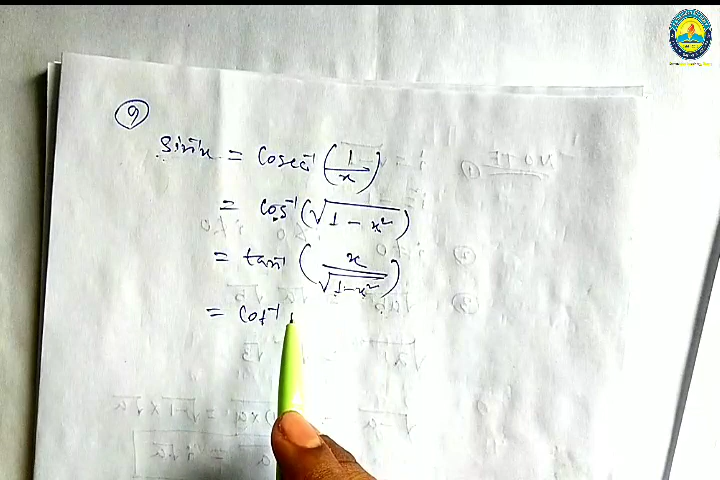 9
sin⁻¹x = cosec⁻¹(1/x)
= cos⁻¹(√(1 − x²))
= tan⁻¹(x/√(1−x²))
= cot⁻¹